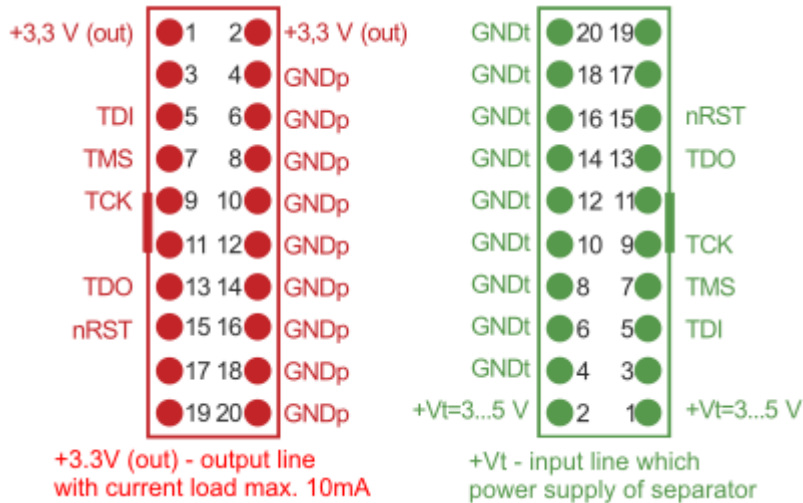 +3,3 V (out) 1 2 +3,3 V (out)
3 4 GNDp
TDI 5 6 GNDp
TMS 7 8 GNDp
TCK 9 10 GNDp
11 12 GNDp
TDO 13 14 GNDp
nRST 15 16 GNDp
17 18 GNDp
19 20 GNDp
+3.3V (out) - output line
with current load max. 10mA
GNDt 20 19
GNDt 18 17
GNDt 16 15 nRST
GNDt 14 13 TDO
GNDt 12 11
GNDt 10 9 TCK
GNDt 8 7 TMS
GNDt 6 5 TDI
GNDt 4 3
+Vt=3...5 V 2 1 +Vt=3...5 V
+Vt - input line which
power supply of separator